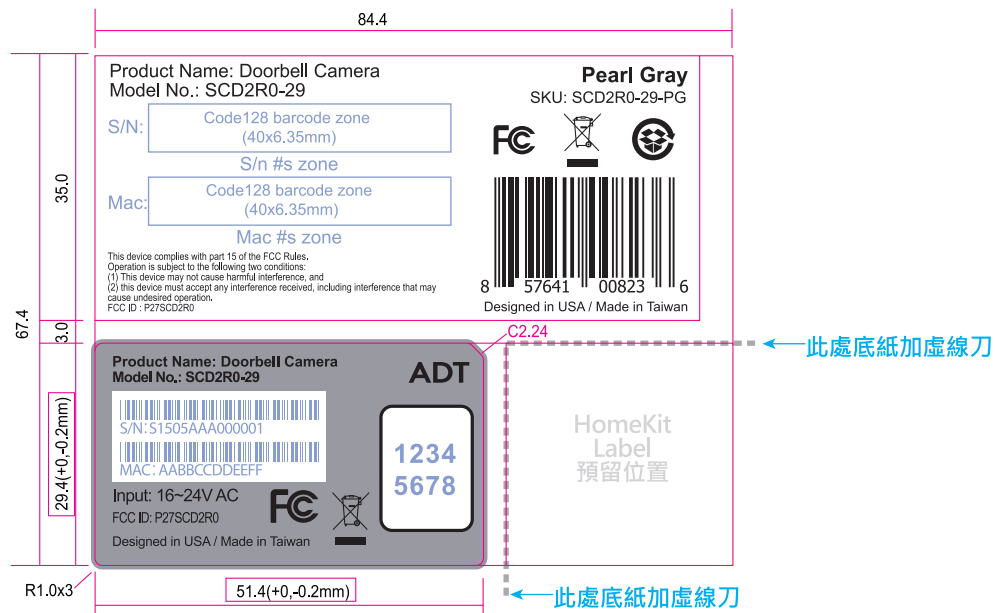 84.4
67.4
35.0
3.0
29.4(+0,-0.2mm)
Product Name: Doorbell Camera
Model No.: SCD2R0-29
S/N:
Code128 barcode zone
(40x6.35mm)
S/n #s zone
Mac:
Code128 barcode zone
(40x6.35mm)
Mac #s zone
This device complies with part 15 of the FCC Rules.
Operation is subject to the following two conditions:
(1) This device may not cause harmful interference, and
(2) this device must accept any interference received, including interference that may
cause undesired operation.
FCC ID : P27SCD2R0
Pearl Gray
SKU: SCD2R0-29-PG
FC
8 57641 00823 6
Designed in USA / Made in Taiwan
C2.24
Product Name: Doorbell Camera
Model No.: SCD2R0-29
ADT
S/N:S1505AAA000001
MAC: AABBCCDDEEFF
1234
5678
Input: 16~24V AC
FCC ID: P27SCD2R0
FC
Designed in USA / Made in Taiwan
此處底紙加虛線刀
HomeKit
Label
預留位置
R1.0x3
51.4(+0,-0.2mm)
此處底紙加虛線刀